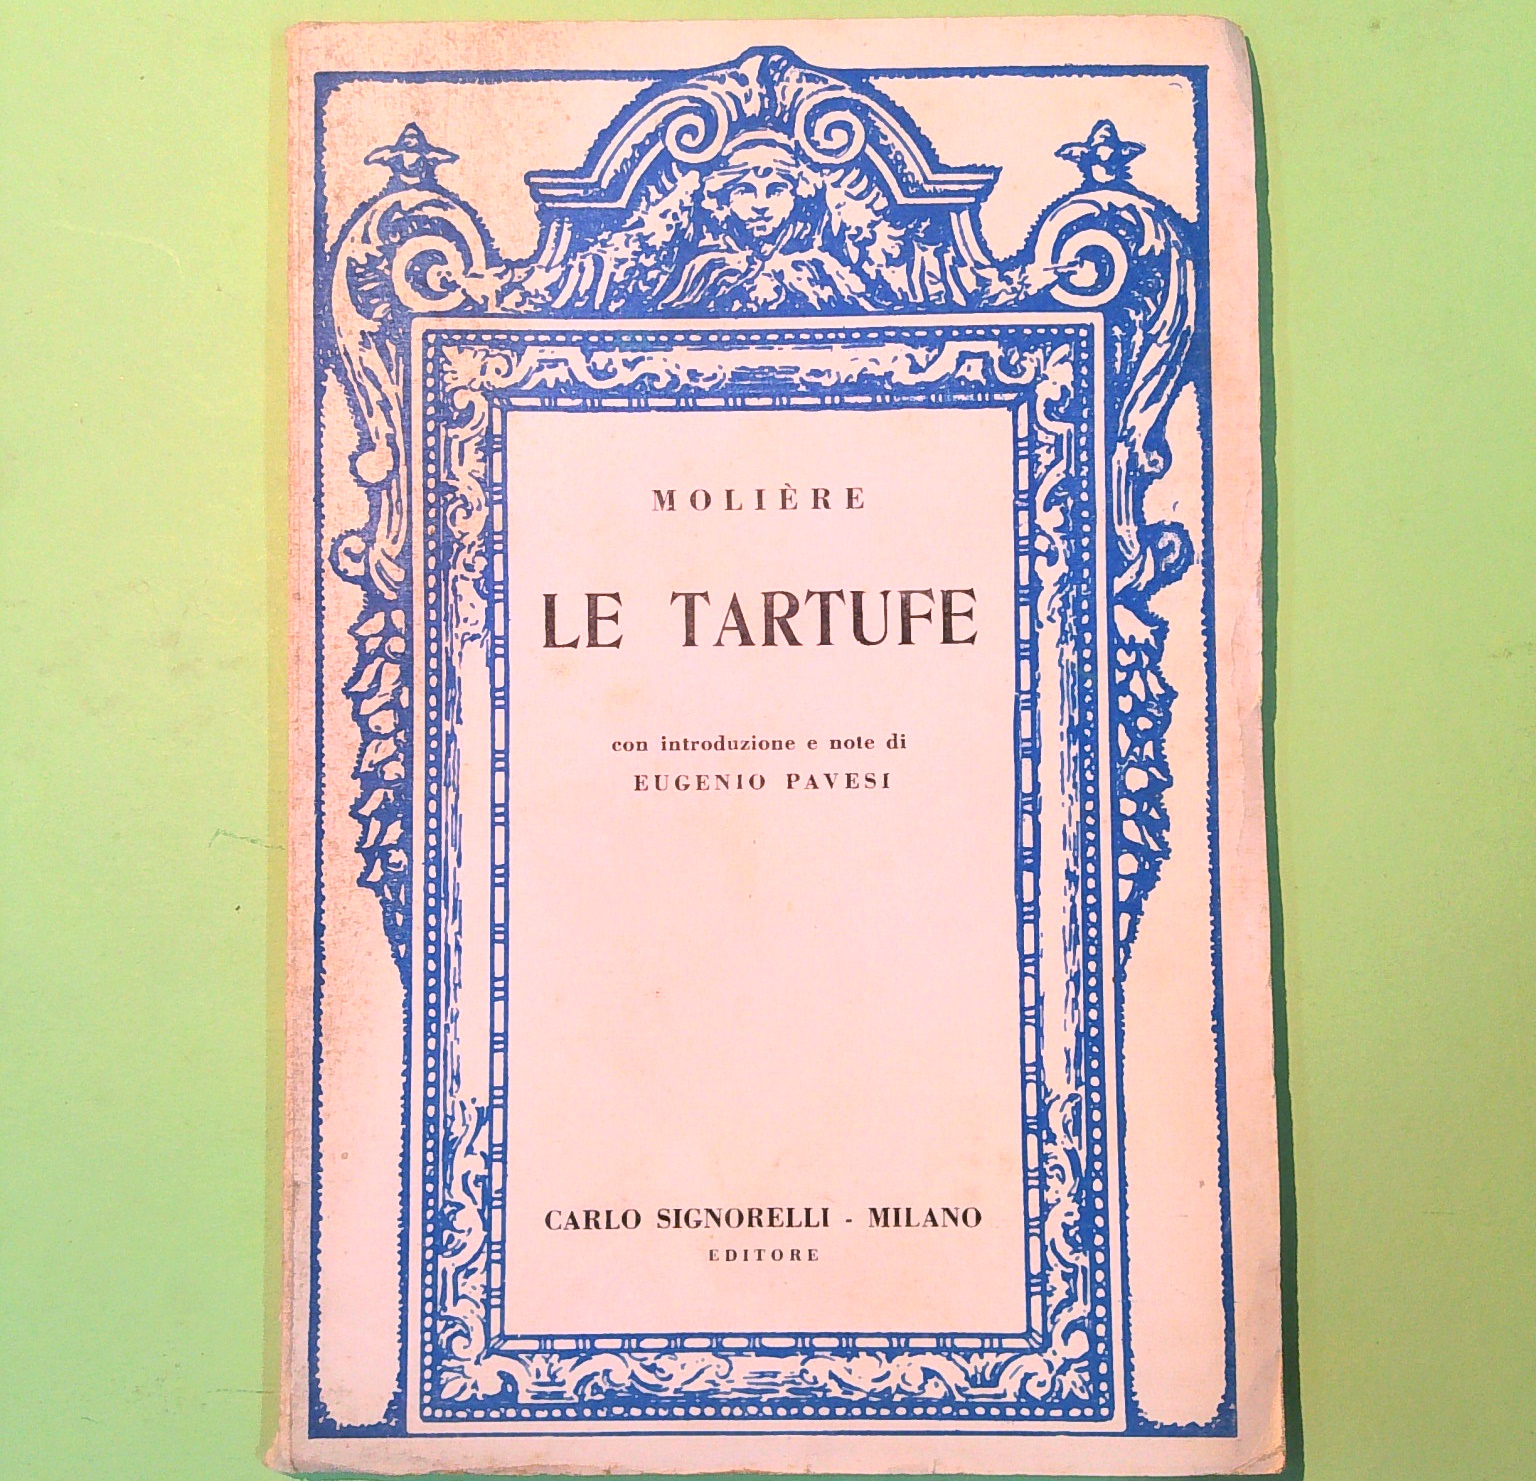 MOLIÈRE
LE TARTUFE
con introduzione e note di
EUGENIO PAVESI
CARLO SIGNORELLI - MILANO
EDITORE